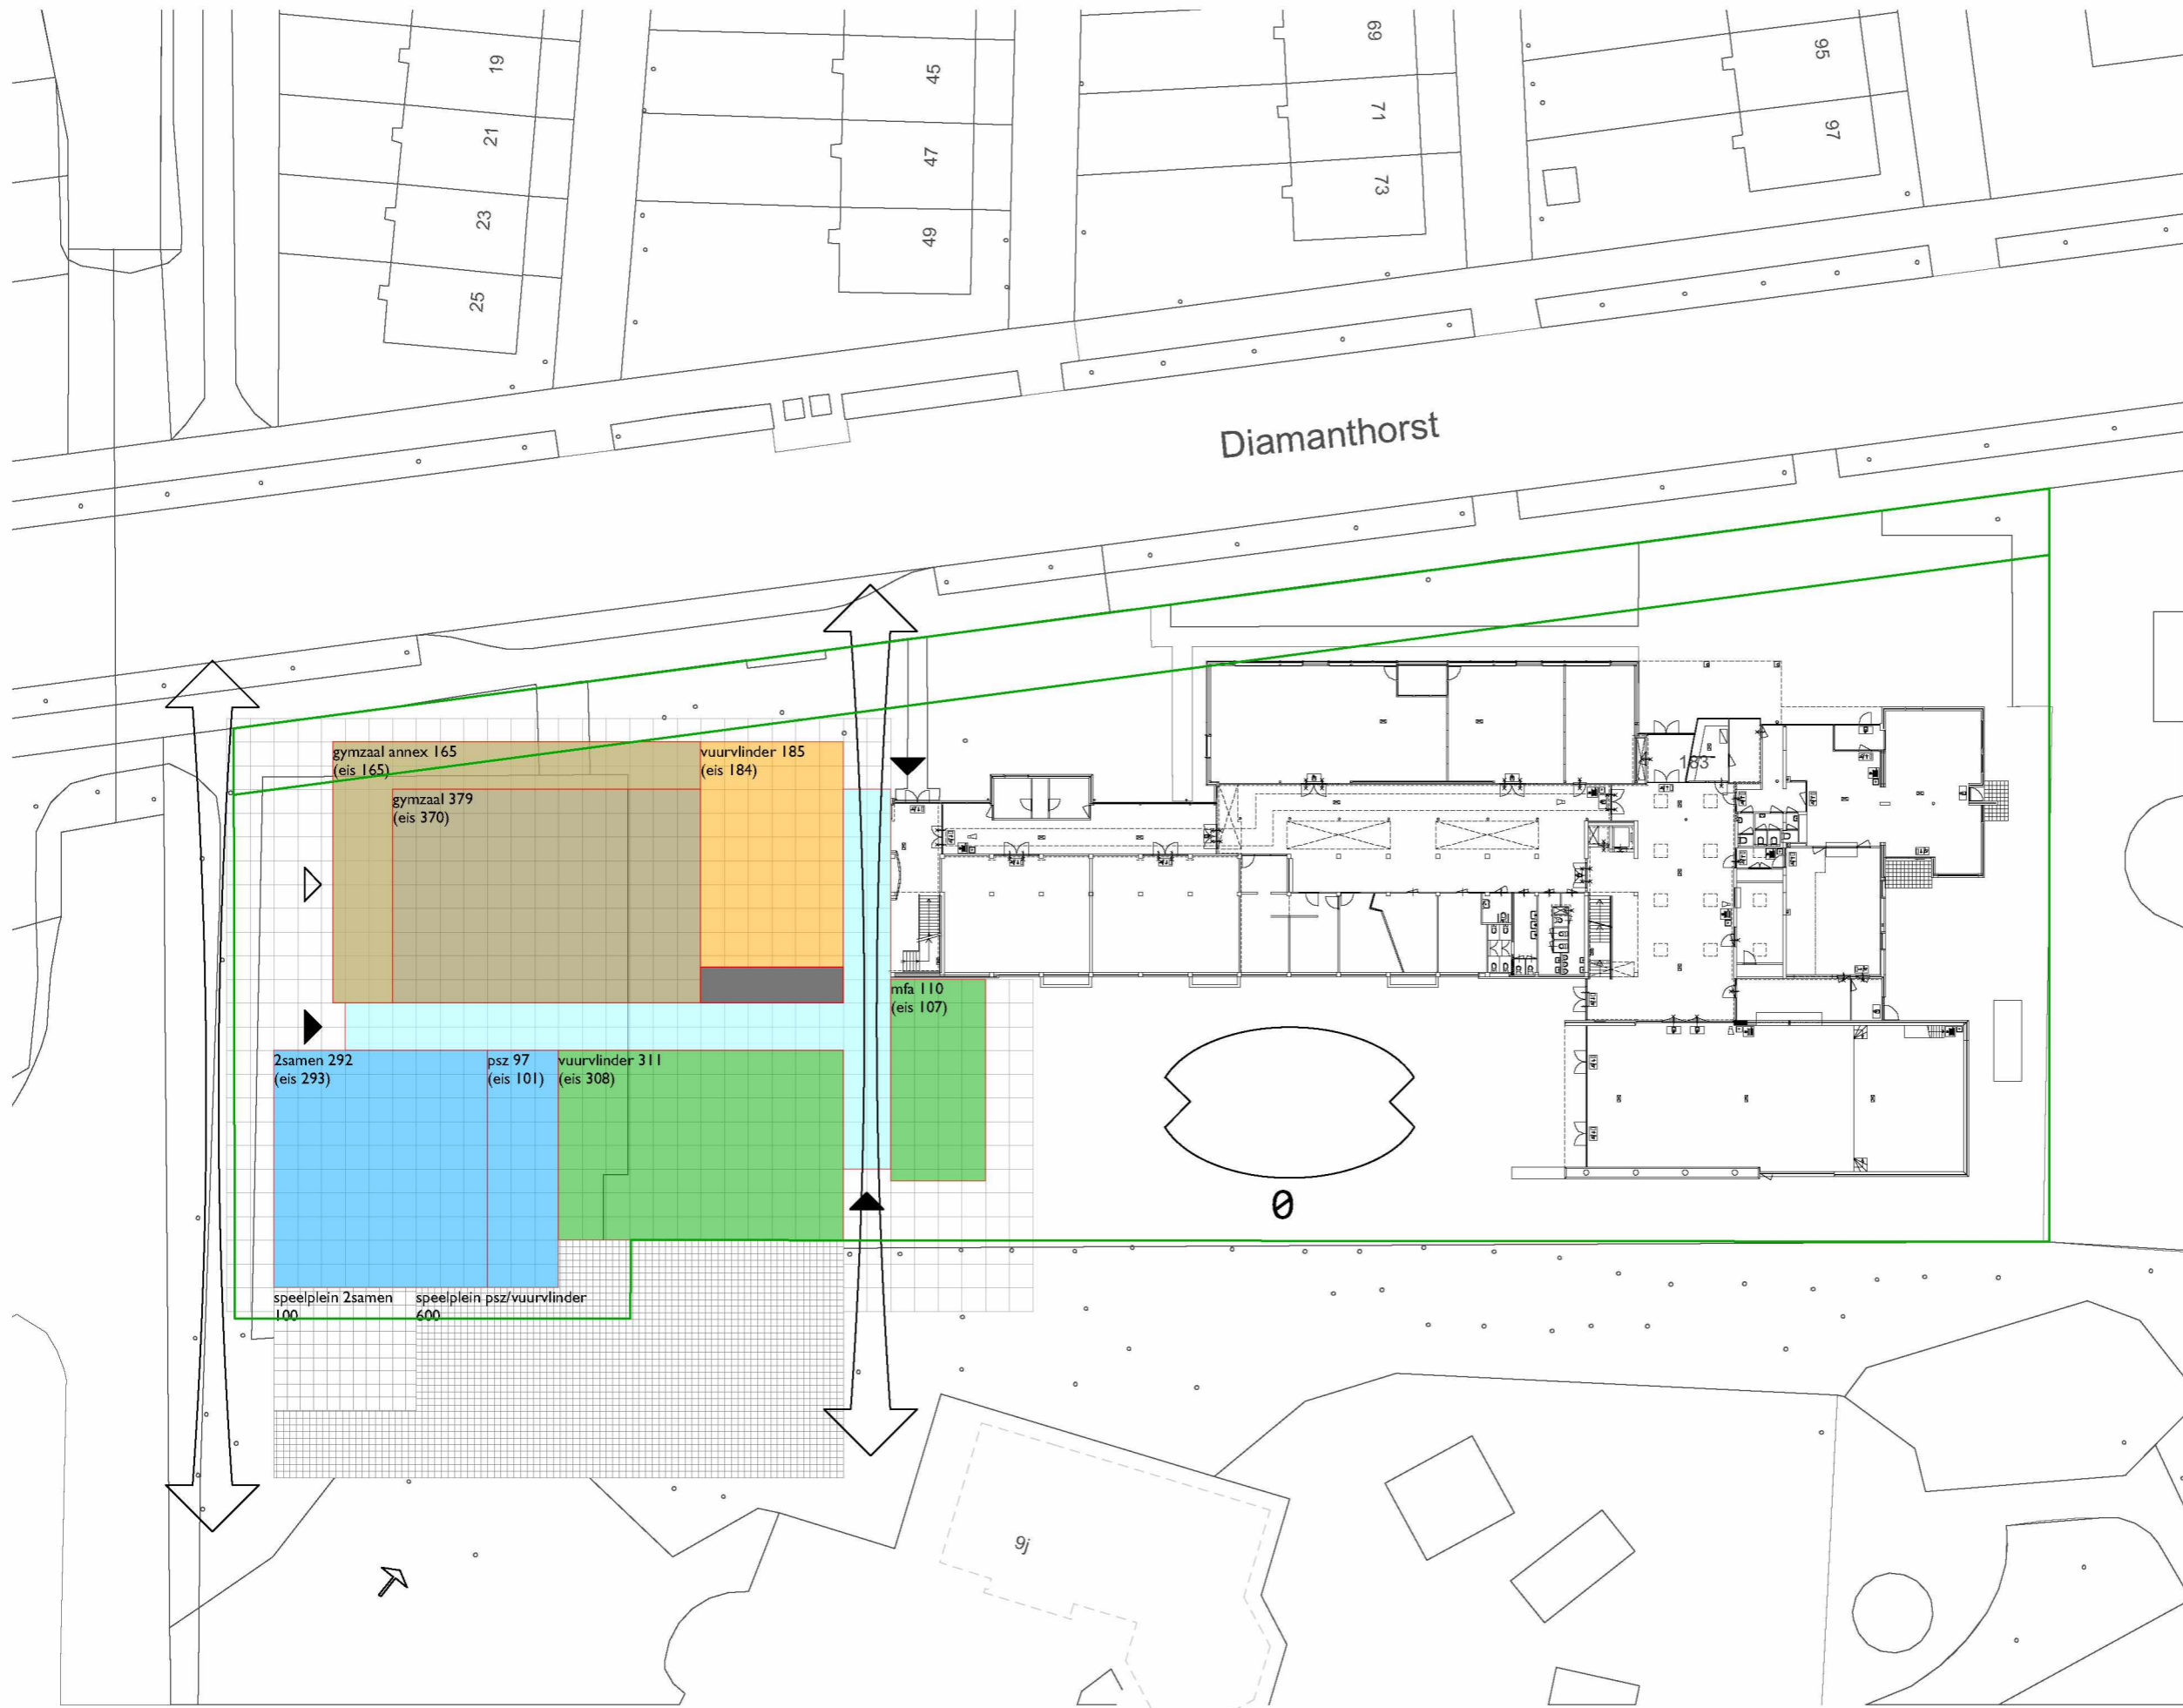 19
45
69
95
21
47
71
97
23
49
73
25
Diamanthorst
gymzaal annex 165
(eis 165)
vuurvlinder 185
(eis 184)
183
gymzaal 379
(eis 370)
mfa 110
(eis 107)
2samen 292
(eis 293)
psz 97
(eis 101)
vuurvlinder 311
(eis 308)
0
speelplein 2samen
100
speelplein psz/vuurvlinder
600
9j